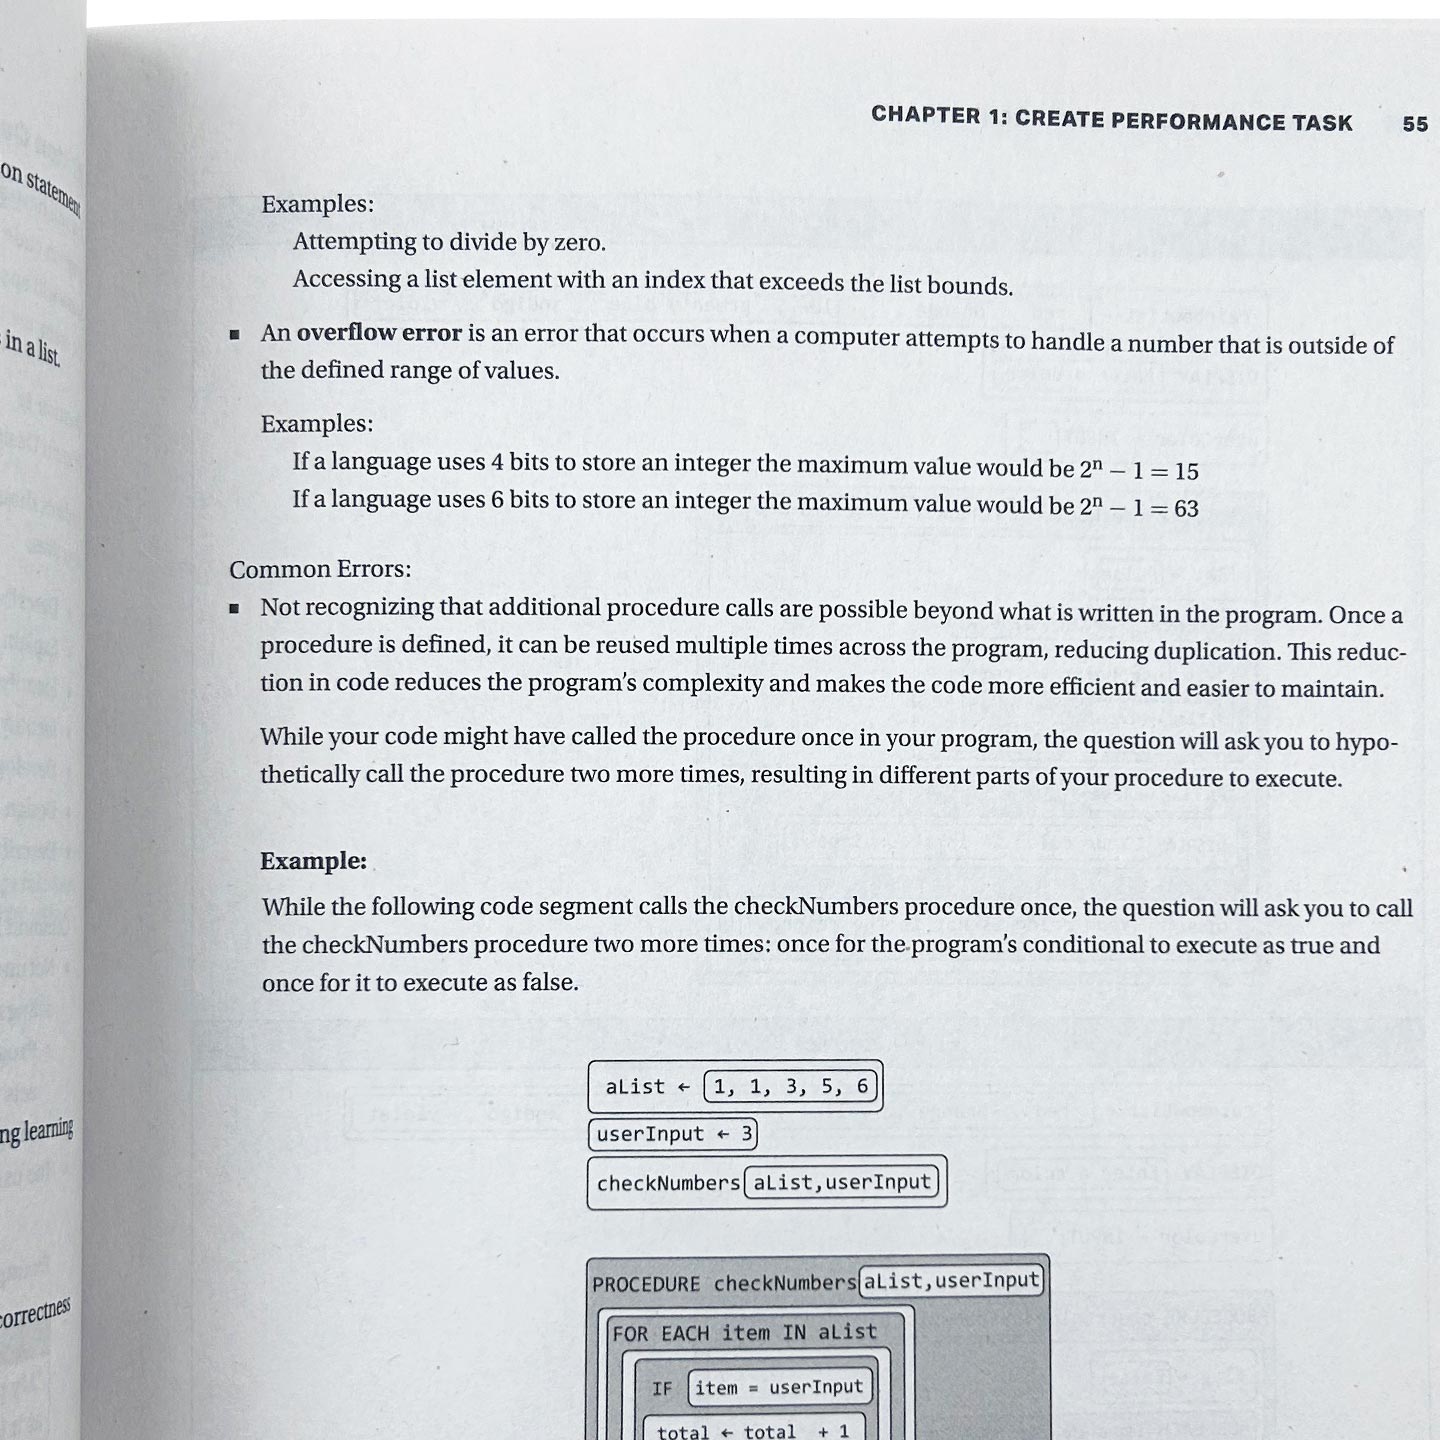 on statement
in a list.
ng learning
correctness
CHAPTER 1: CREATE PERFORMANCE TASK 55
Examples:
Attempting to divide by zero.
Accessing a list element with an index that exceeds the list bounds.
▪ An overflow error is an error that occurs when a computer attempts to handle a number that is outside of
the defined range of values.
Examples:
If a language uses 4 bits to store an integer the maximum value would be 2ⁿ – 1 = 15
If a language uses 6 bits to store an integer the maximum value would be 2ⁿ – 1 = 63
Common Errors:
▪ Not recognizing that additional procedure calls are possible beyond what is written in the program. Once a
procedure is defined, it can be reused multiple times across the program, reducing duplication. This reduc-
tion in code reduces the program's complexity and makes the code more efficient and easier to maintain.
While your code might have called the procedure once in your program, the question will ask you to hypo-
thetically call the procedure two more times, resulting in different parts of your procedure to execute.
Example:
While the following code segment calls the checkNumbers procedure once, the question will ask you to call
the checkNumbers procedure two more times: once for the program's conditional to execute as true and
once for it to execute as false.
aList ← 1, 1, 3, 5, 6
userInput ← 3
checkNumbers aList,userInput
PROCEDURE checkNumbers aList,userInput
FOR EACH item IN aList
IF item = userInput
total ← total + 1